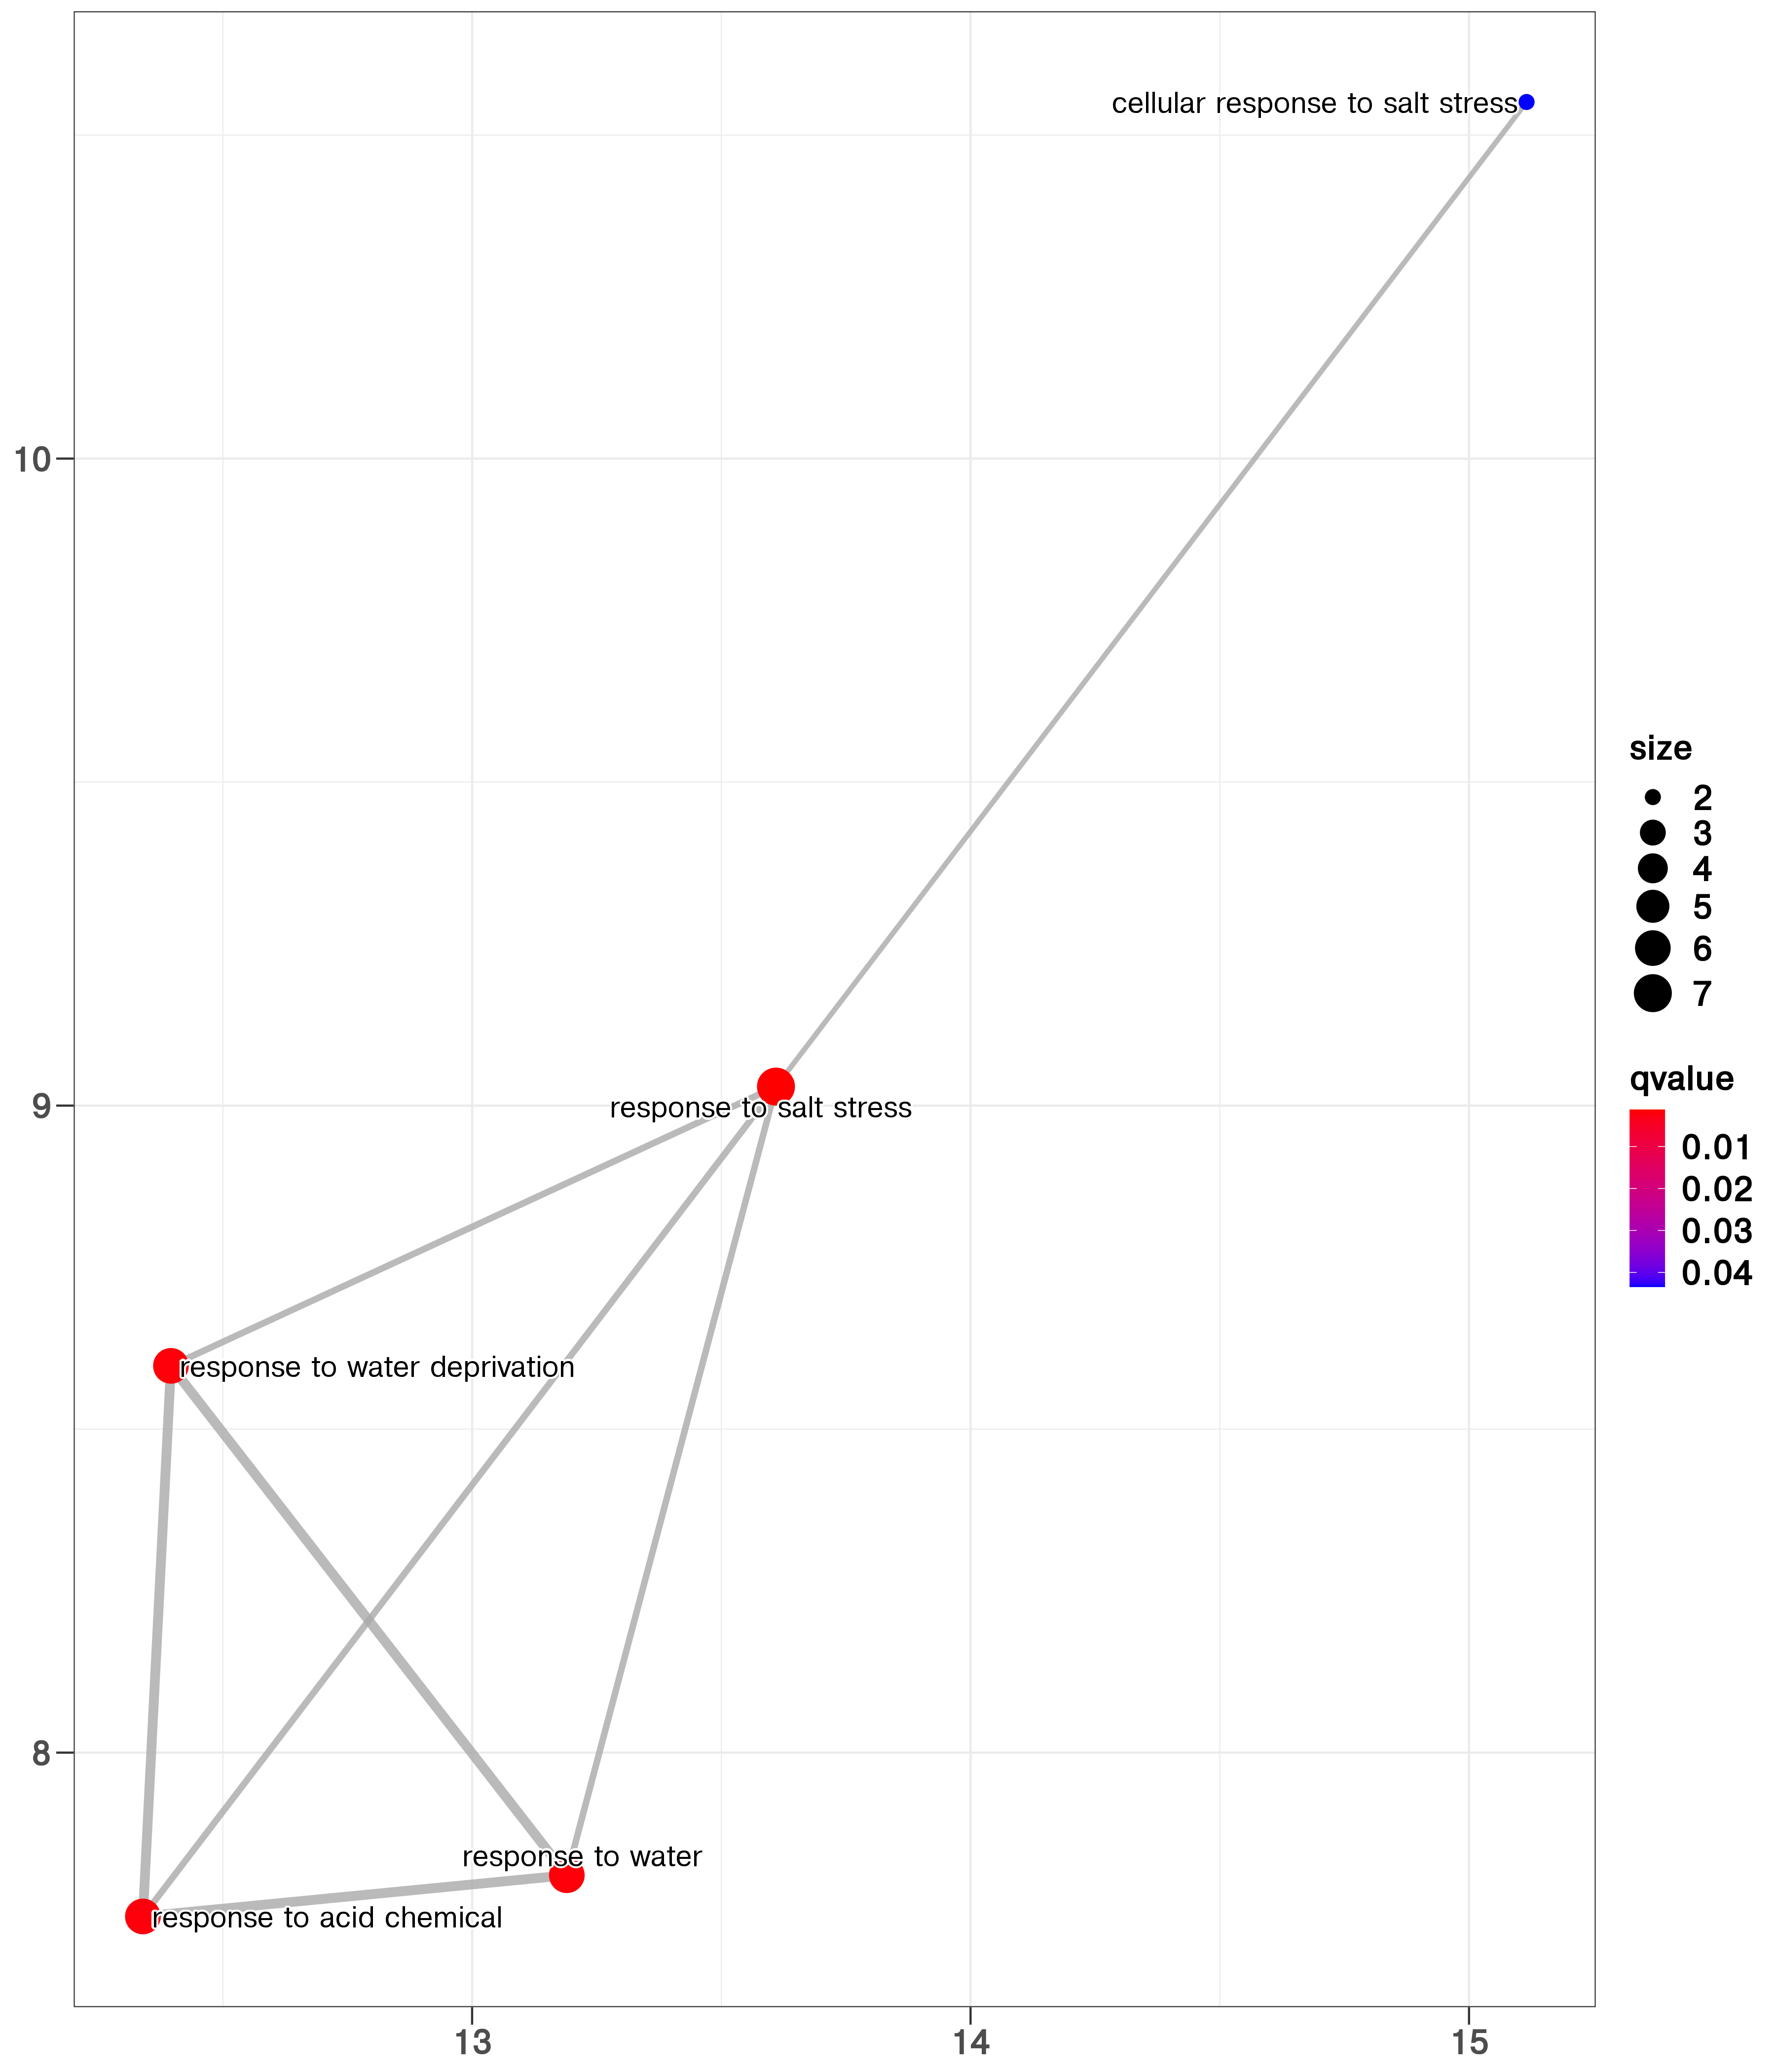 cellular response to salt stress
10
size
2
3
4
5
6
7
qvalue
0.01
0.02
0.03
0.04
9
response to salt stress
response to water deprivation
8
response to water
response to acid chemical
13
14
15